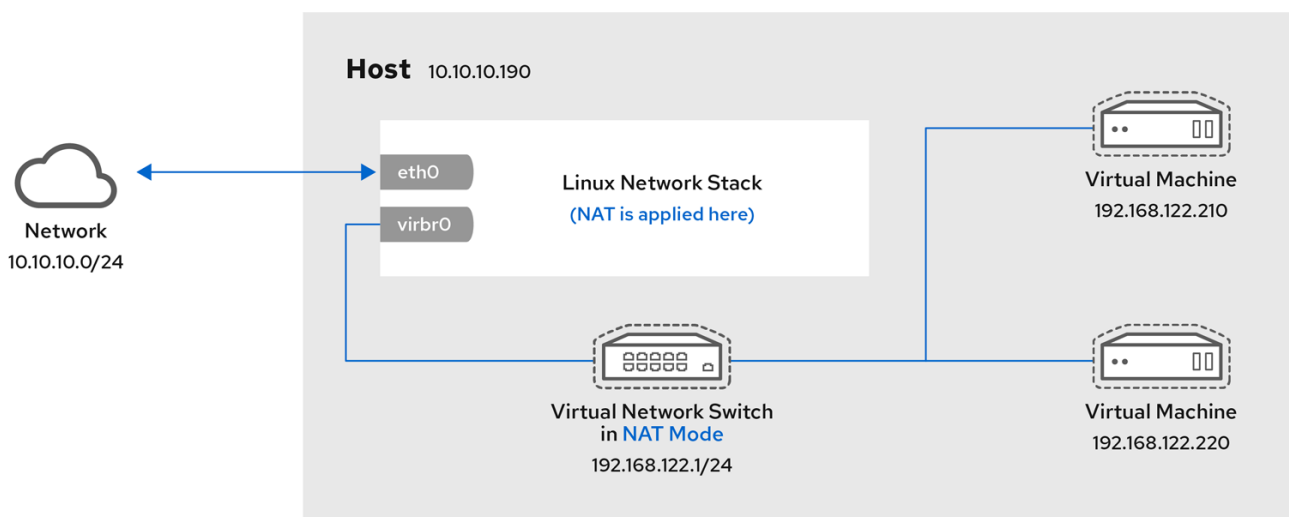 Host 10.10.10.190
eth0
virbr0
Linux Network Stack
(NAT is applied here)
Network
10.10.10.0/24
Virtual Machine
192.168.122.210
Virtual Network Switch
in NAT Mode
192.168.122.1/24
Virtual Machine
192.168.122.220